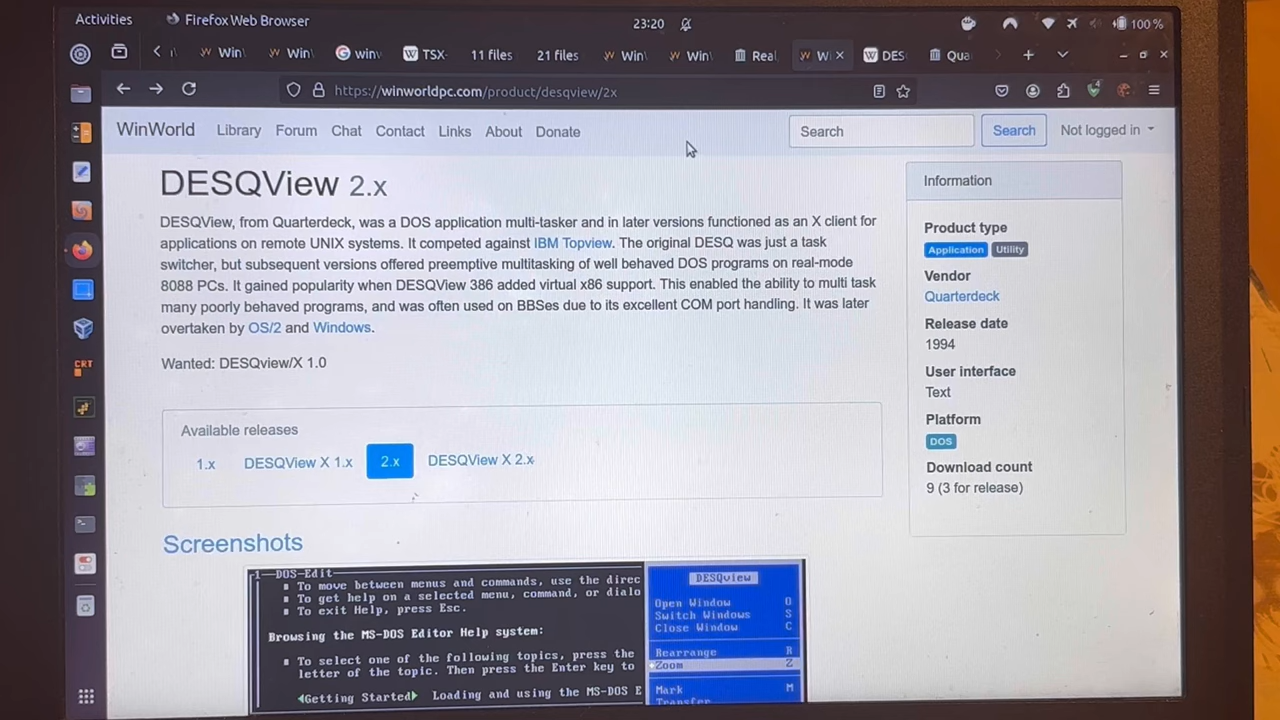 Activities
Firefox Web Browser
23:20
100 %
Win
Win
win
TSX-
11 files
21 files
Win
Win
Real
W
DES
Qua
https://winworldpc.com/product/desqview/2x
4
WinWorld
Library
Forum
Chat
Contact
Links
About
Donate
Search
Search
Not logged in
DESQView 2.x
DESQView, from Quarterdeck, was a DOS application multi-tasker and in later versions functioned as an X client for
applications on remote UNIX systems. It competed against IBM Topview. The original DESQ was just a task
switcher, but subsequent versions offered preemptive multitasking of well behaved DOS programs on real-mode
8088 PCs. It gained popularity when DESQView 386 added virtual x86 support. This enabled the ability to multi task
many poorly behaved programs, and was often used on BBSes due to its excellent COM port handling. It was later
overtaken by OS/2 and Windows.
Wanted: DESQview/X 1.0
Information
Product type
Application
Utility
Vendor
Quarterdeck
Release date
1994
User interface
Text
Platform
DOS
Download count
9 (3 for release)
CRT
Available releases
1.x
DESQView X 1.x
2.x
DESQView X 2.x
Screenshots
1
DOS-Edit
To move between menus and commands, use the direc
To get help on a selected menu, command, or dialo
To exit Help, press Esc.
Browsing the MS-DOS Editor Help system:
To select one of the following topics, press the
letter of the topic. Then press the Enter key to
Getting Started
Loading and using the MS-DOS E
DESQview
Open Window O
Switch Windows S
Close Window C
Rearrange R
Zoom Z
Mark M
Transfer